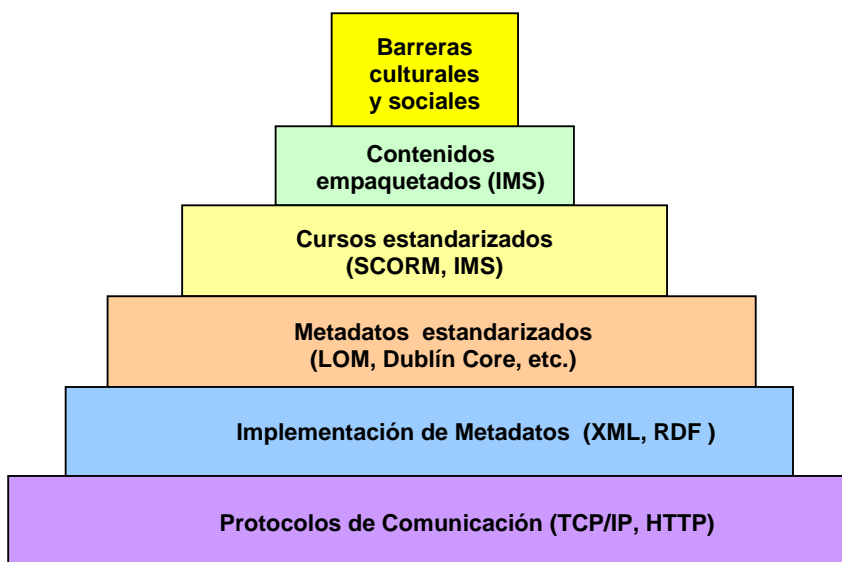 Barreras
culturales
y sociales
Contenidos
empaquetados (IMS)
Cursos estandarizados
(SCORM, IMS)
Metadatos estandarizados
(LOM, Dublín Core, etc.)
Implementación de Metadatos (XML, RDF )
Protocolos de Comunicación (TCP/IP, HTTP)